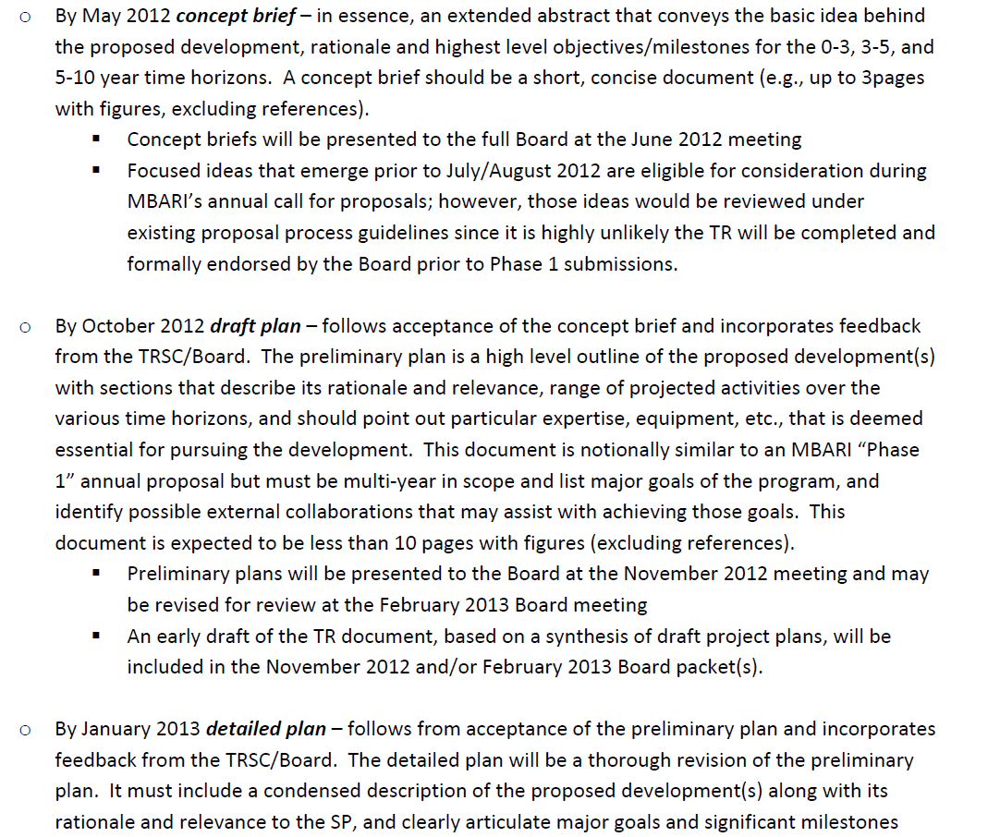 o By May 2012 concept brief – in essence, an extended abstract that conveys the basic idea behind
the proposed development, rationale and highest level objectives/milestones for the 0-3, 3-5, and
5-10 year time horizons.  A concept brief should be a short, concise document (e.g., up to 3pages
with figures, excluding references).
▪ Concept briefs will be presented to the full Board at the June 2012 meeting
▪ Focused ideas that emerge prior to July/August 2012 are eligible for consideration during
MBARI’s annual call for proposals; however, those ideas would be reviewed under
existing proposal process guidelines since it is highly unlikely the TR will be completed and
formally endorsed by the Board prior to Phase 1 submissions.
o By October 2012 draft plan – follows acceptance of the concept brief and incorporates feedback
from the TRSC/Board.  The preliminary plan is a high level outline of the proposed development(s)
with sections that describe its rationale and relevance, range of projected activities over the
various time horizons, and should point out particular expertise, equipment, etc., that is deemed
essential for pursuing the development.  This document is notionally similar to an MBARI “Phase
1” annual proposal but must be multi-year in scope and list major goals of the program, and
identify possible external collaborations that may assist with achieving those goals.  This
document is expected to be less than 10 pages with figures (excluding references).
▪ Preliminary plans will be presented to the Board at the November 2012 meeting and may
be revised for review at the February 2013 Board meeting
▪ An early draft of the TR document, based on a synthesis of draft project plans, will be
included in the November 2012 and/or February 2013 Board packet(s).
o By January 2013 detailed plan – follows from acceptance of the preliminary plan and incorporates
feedback from the TRSC/Board.  The detailed plan will be a thorough revision of the preliminary
plan.  It must include a condensed description of the proposed development(s) along with its
rationale and relevance to the SP, and clearly articulate major goals and significant milestones